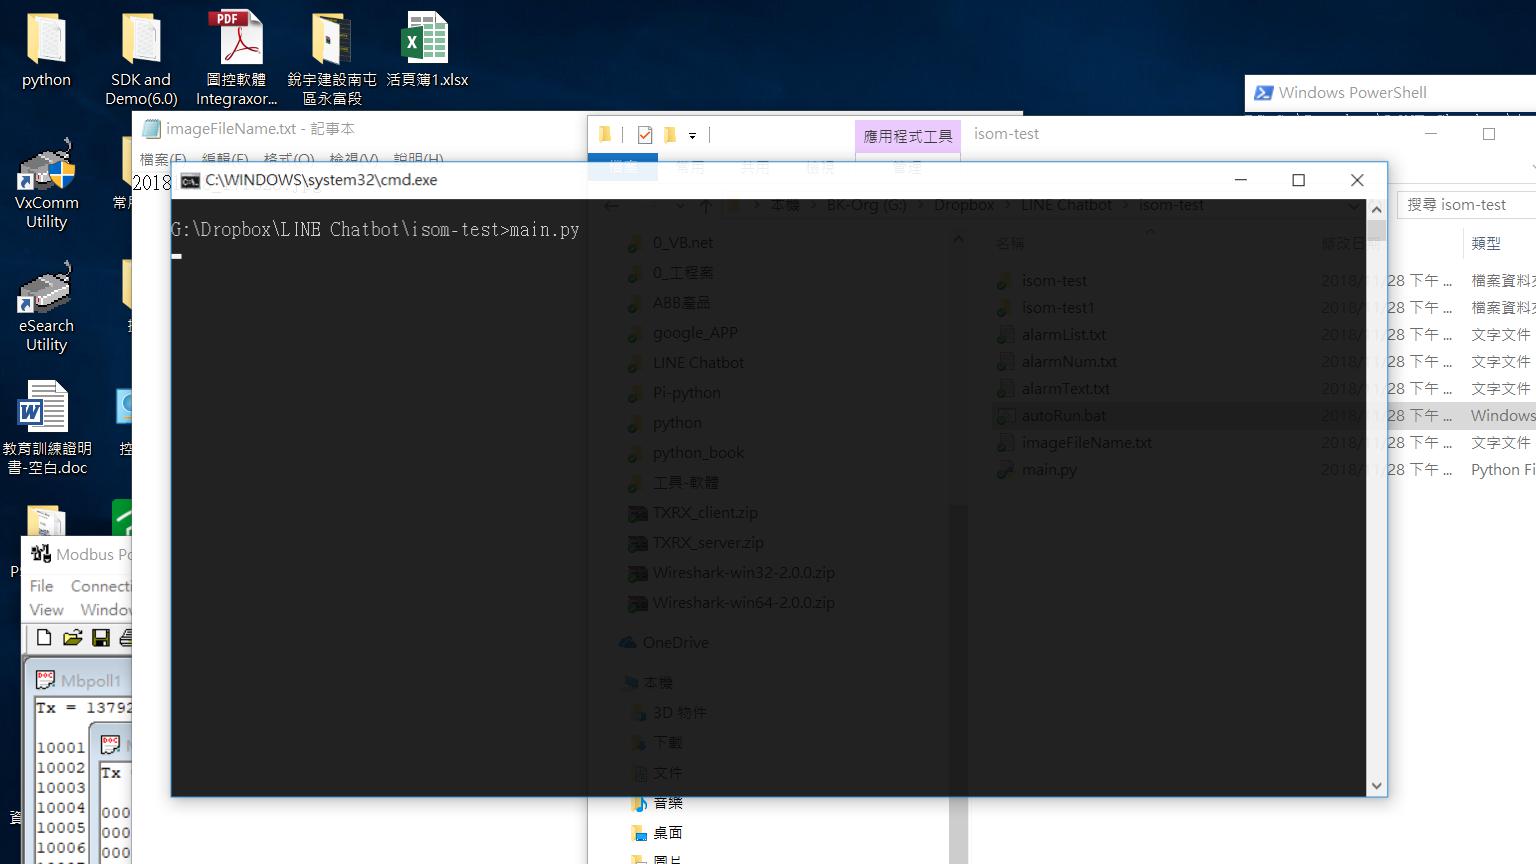 python
SDK and
Demo(6.0)
圖控軟體
Integraxor...
銳宇建設南屯
區永富段
活頁簿1.xlsx
VxComm
Utility
eSearch
Utility
教育訓練證明
書-空白.doc
imageFileName.txt - 記事本
檔案(F) 編輯(E) 格式(O) 檢視(V) 說明(H)
2018
Windows PowerShell
應用程式工具
isom-test
檔案 常用 共用 檢視 管理
C:\WINDOWS\system32\cmd.exe
G:\Dropbox\LINE Chatbot\isom-test>main.py
本機 > BK-Org (G:) > Dropbox > LINE Chatbot > isom-test
搜尋 isom-test
名稱
類型
0_VB.net
0_工程案
ABB產品
google_APP
LINE Chatbot
Pi-python
python
python_book
工具-軟體
TXRX_client.zip
TXRX_server.zip
Wireshark-win32-2.0.0.zip
Wireshark-win64-2.0.0.zip
OneDrive
本機
3D 物件
下載
文件
音樂
桌面
圖片
isom-test 2018/11/28 下午 ... 檔案資料夾
isom-test1 2018/11/28 下午 ... 檔案資料夾
alarmList.txt 2018/11/28 下午 ... 文字文件
alarmNum.txt 2018/11/28 下午 ... 文字文件
alarmText.txt 2018/11/28 下午 ... 文字文件
autoRun.bat 2018/11/28 下午 ... Windows
imageFileName.txt 2018/11/28 下午 ... 文字文件
main.py 2018/11/28 下午 ... Python Fi
Modbus Po
File Connecti
View Window
Mbpoll1
Tx = 13792
10001
10002
10003
10004
10005
10006
Tx
000
000
000